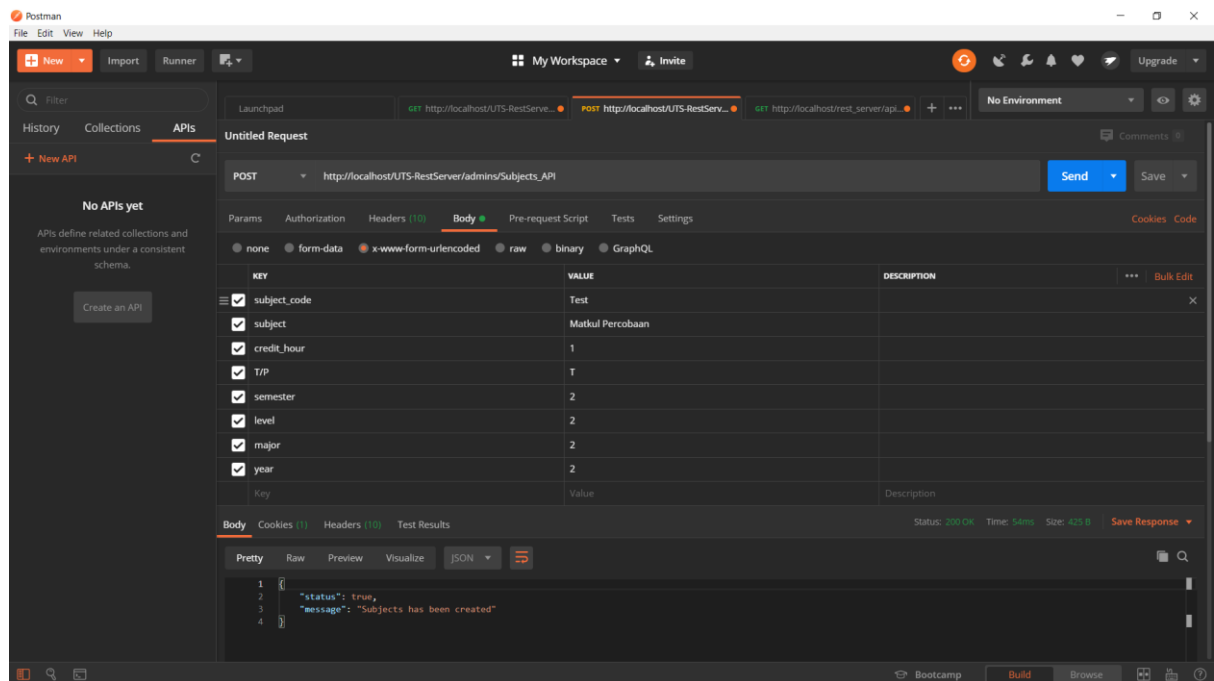 Postman
File Edit View Help
New Import Runner My Workspace Invite Upgrade
Filter
History Collections APIs
+ New API
No APIs yet
APIs define related collections and
environments under a consistent
schema.
Create an API
Launchpad GET http://localhost/UTS-RestServe... POST http://localhost/UTS-RestServ... GET http://localhost/rest_server/api... + ... No Environment
Untitled Request Comments 0
POST http://localhost/UTS-RestServer/admins/Subjects_API Send Save
Params Authorization Headers (10) Body Pre-request Script Tests Settings Cookies Code
none form-data x-www-form-urlencoded raw binary GraphQL
KEY VALUE DESCRIPTION ... Bulk Edit
subject_code Test
subject Matkul Percobaan
credit_hour 1
T/P T
semester 2
level 2
major 2
year 2
Key Value Description
Body Cookies (1) Headers (10) Test Results Status: 200 OK Time: 54ms Size: 425 B Save Response
Pretty Raw Preview Visualize JSON
1 {
2 "status": true,
3 "message": "Subjects has been created"
4 }
Bootcamp Build Browse